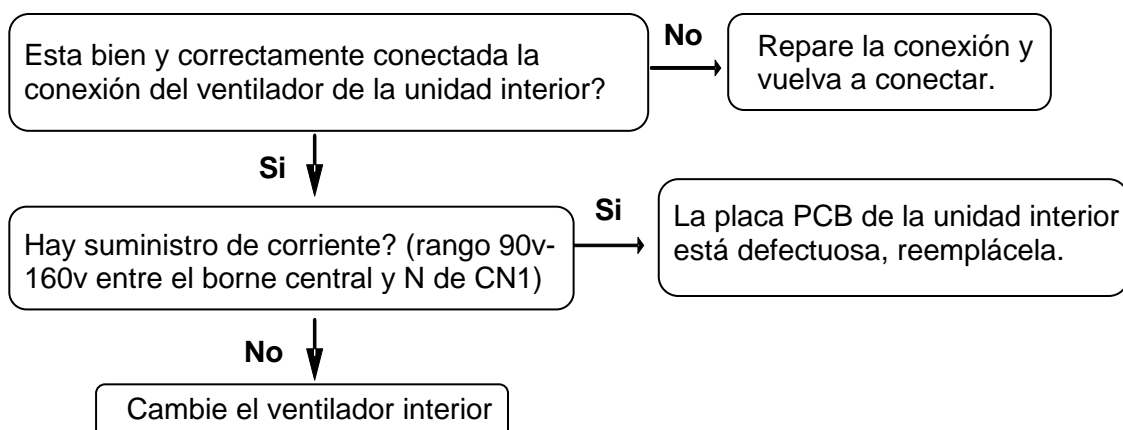 Esta bien y correctamente conectada la
conexión del ventilador de la unidad interior?
No
Repare la conexión y
vuelva a conectar.
Si
Hay suministro de corriente? (rango 90v-
160v entre el borne central y N de CN1)
Si
La placa PCB de la unidad interior
está defectuosa, reemplácela.
No
Cambie el ventilador interior